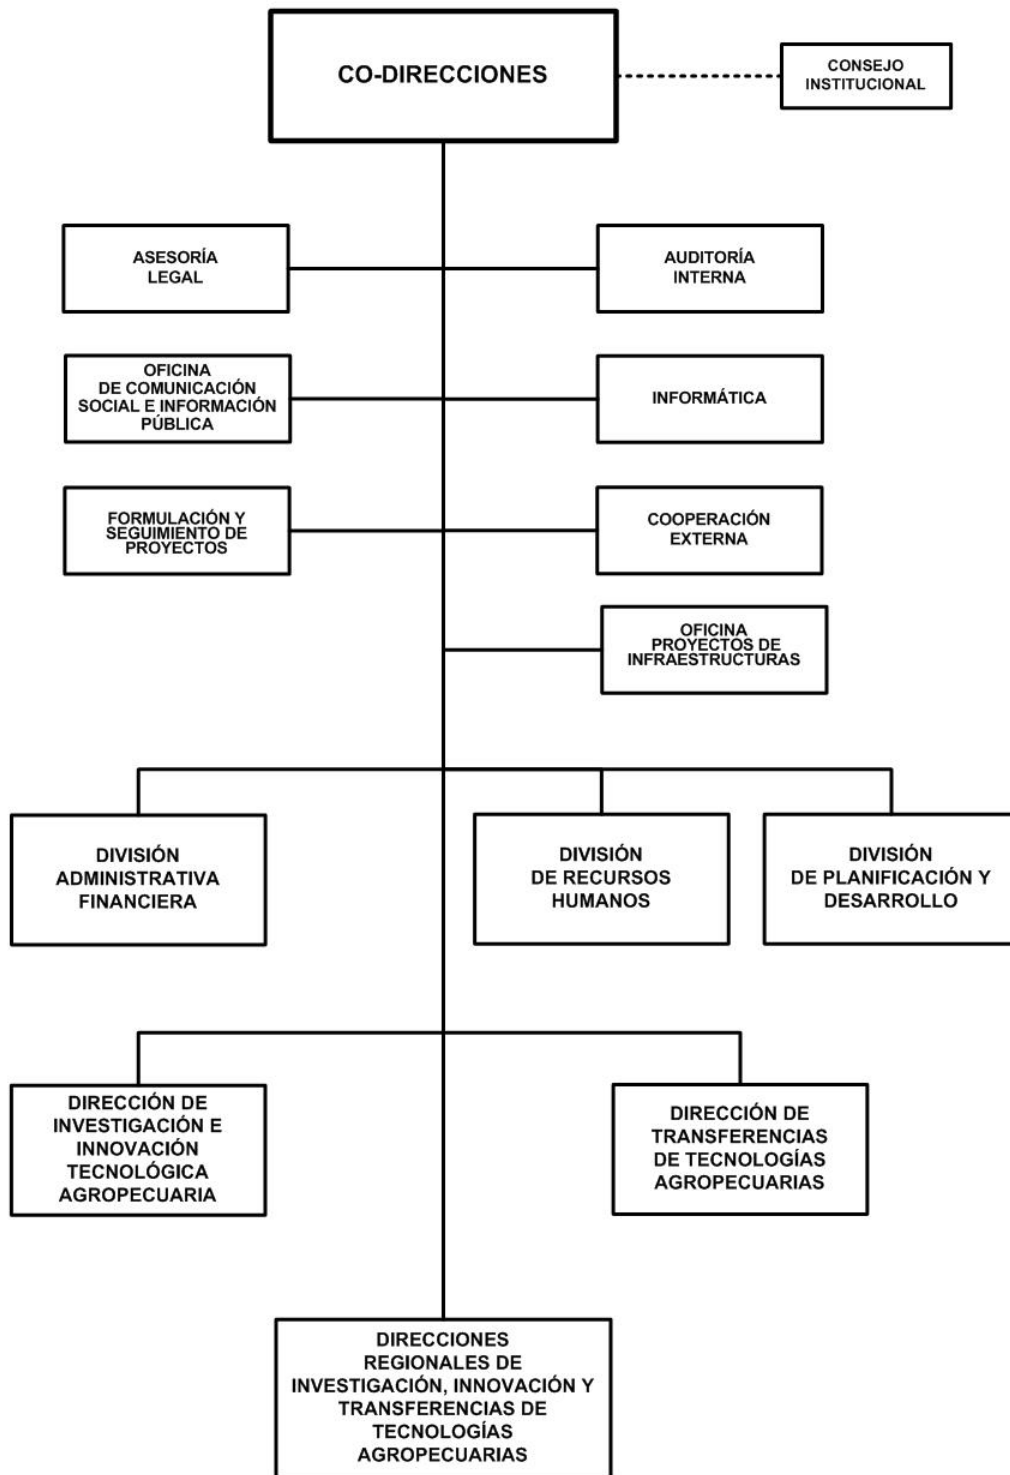 CO-DIRECCIONES
CONSEJO
INSTITUCIONAL
ASESORÍA
LEGAL
AUDITORÍA
INTERNA
OFICINA
DE COMUNICACIÓN
SOCIAL E INFORMACIÓN
PÚBLICA
INFORMÁTICA
FORMULACIÓN Y
SEGUIMIENTO DE
PROYECTOS
COOPERACIÓN
EXTERNA
OFICINA
PROYECTOS DE
INFRAESTRUCTURAS
DIVISIÓN
ADMINISTRATIVA
FINANCIERA
DIVISIÓN
DE RECURSOS
HUMANOS
DIVISIÓN
DE PLANIFICACIÓN Y
DESARROLLO
DIRECCIÓN DE
INVESTIGACIÓN E
INNOVACIÓN
TECNOLÓGICA
AGROPECUARIA
DIRECCIÓN DE
TRANSFERENCIAS
DE TECNOLOGÍAS
AGROPECUARIAS
DIRECCIONES
REGIONALES DE
INVESTIGACIÓN, INNOVACIÓN Y
TRANSFERENCIAS DE
TECNOLOGÍAS
AGROPECUARIAS